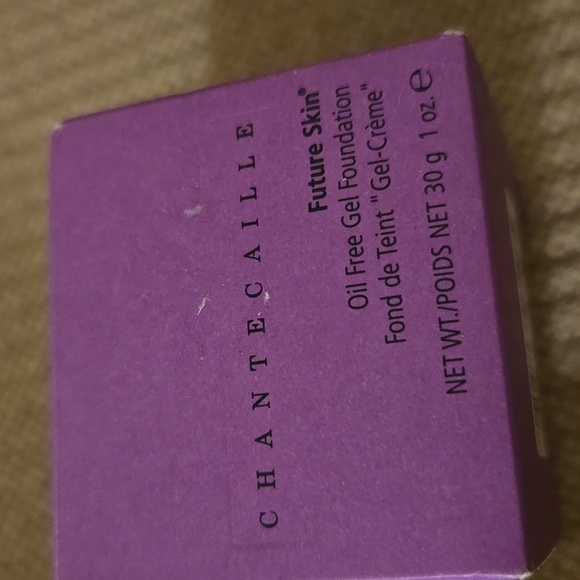 CHANTECAILLE
Future Skin®
Oil Free Gel Foundation
Fond de Teint "Gel-Crème"
NET WT./POIDS NET 30 g 1 oz. ℮